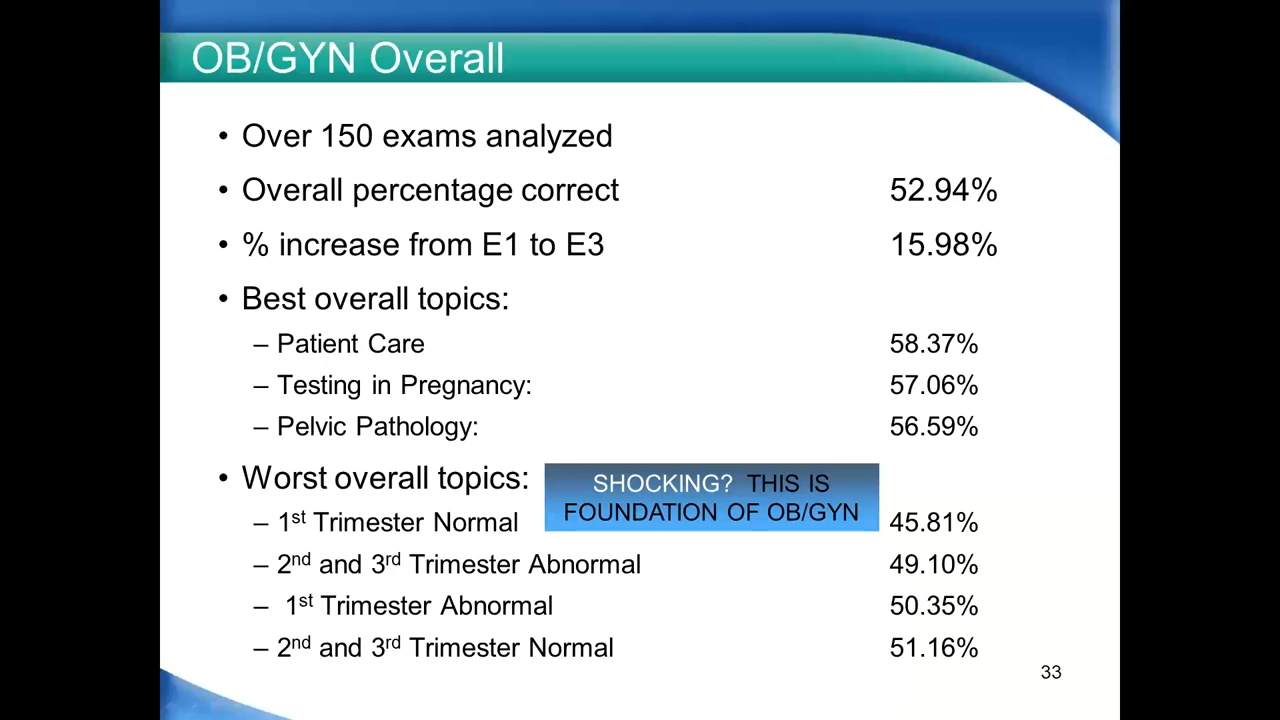 OB/GYN Overall
• Over 150 exams analyzed
• Overall percentage correct 52.94%
• % increase from E1 to E3 15.98%
• Best overall topics:
– Patient Care 58.37%
– Testing in Pregnancy: 57.06%
– Pelvic Pathology: 56.59%
• Worst overall topics:
SHOCKING? THIS IS
FOUNDATION OF OB/GYN
– 1st Trimester Normal 45.81%
– 2nd and 3rd Trimester Abnormal 49.10%
– 1st Trimester Abnormal 50.35%
– 2nd and 3rd Trimester Normal 51.16%
33